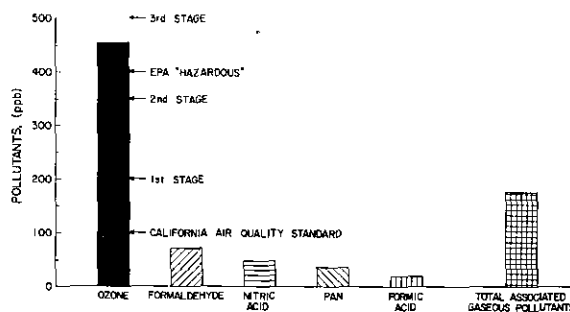 POLLUTANTS, (ppb)
500
400
300
200
100
0
3rd STAGE
EPA "HAZARDOUS"
2nd STAGE
1st STAGE
CALIFORNIA AIR QUALITY STANDARD
OZONE
FORMALDEHYDE
NITRIC
ACID
PAN
FORMIC
ACID
TOTAL ASSOCIATED
GASEOUS POLLUTANTS